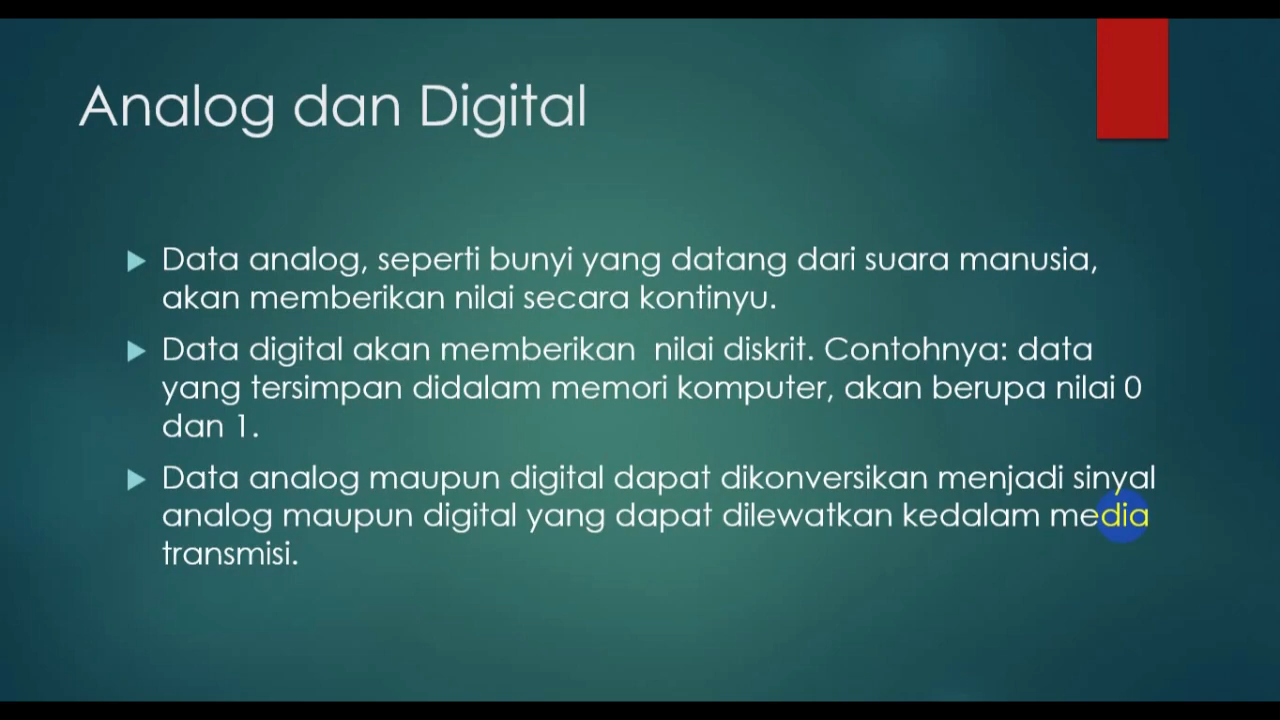 Analog dan Digital
Data analog, seperti bunyi yang datang dari suara manusia,
akan memberikan nilai secara kontinyu.
Data digital akan memberikan  nilai diskrit. Contohnya: data
yang tersimpan didalam memori komputer, akan berupa nilai 0
dan 1.
Data analog maupun digital dapat dikonversikan menjadi sinyal
analog maupun digital yang dapat dilewatkan kedalam media
transmisi.